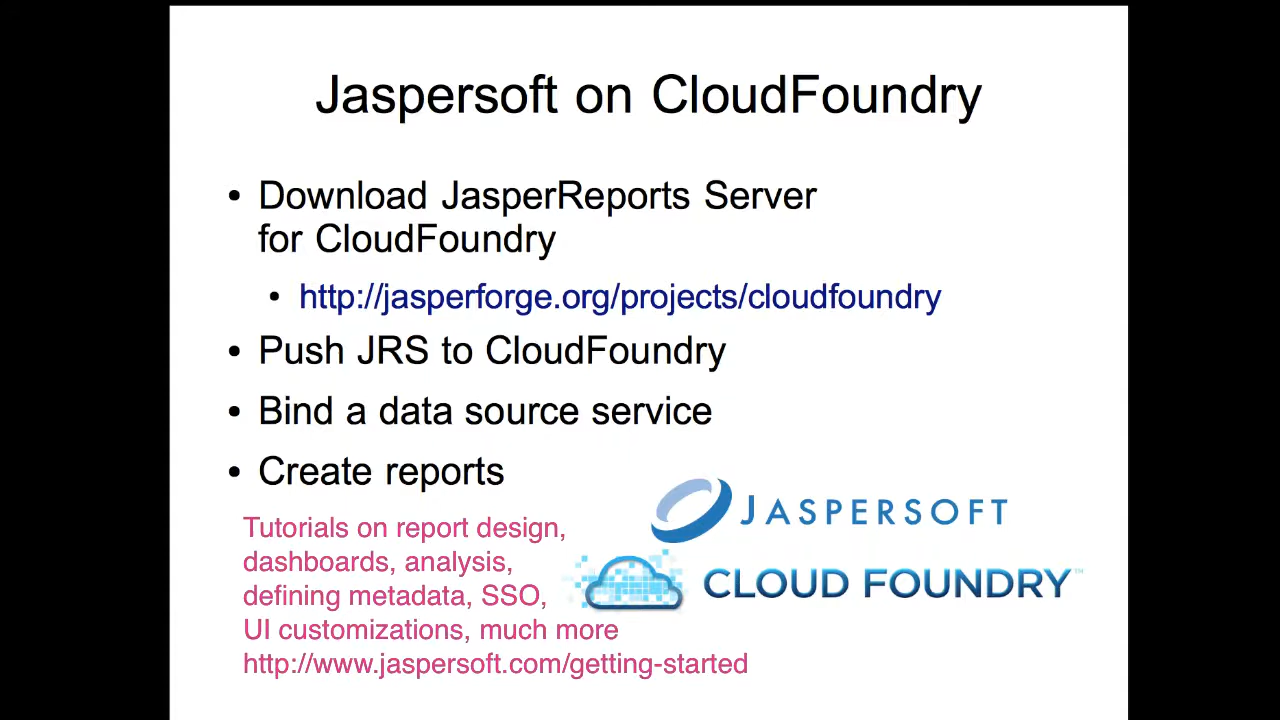 Jaspersoft on CloudFoundry
• Download JasperReports Server
for CloudFoundry
• http://jasperforge.org/projects/cloudfoundry
• Push JRS to CloudFoundry
• Bind a data source service
• Create reports
JASPERSOFT
Tutorials on report design,
dashboards, analysis,
defining metadata, SSO,
UI customizations, much more
http://www.jaspersoft.com/getting-started
CLOUD FOUNDRY™